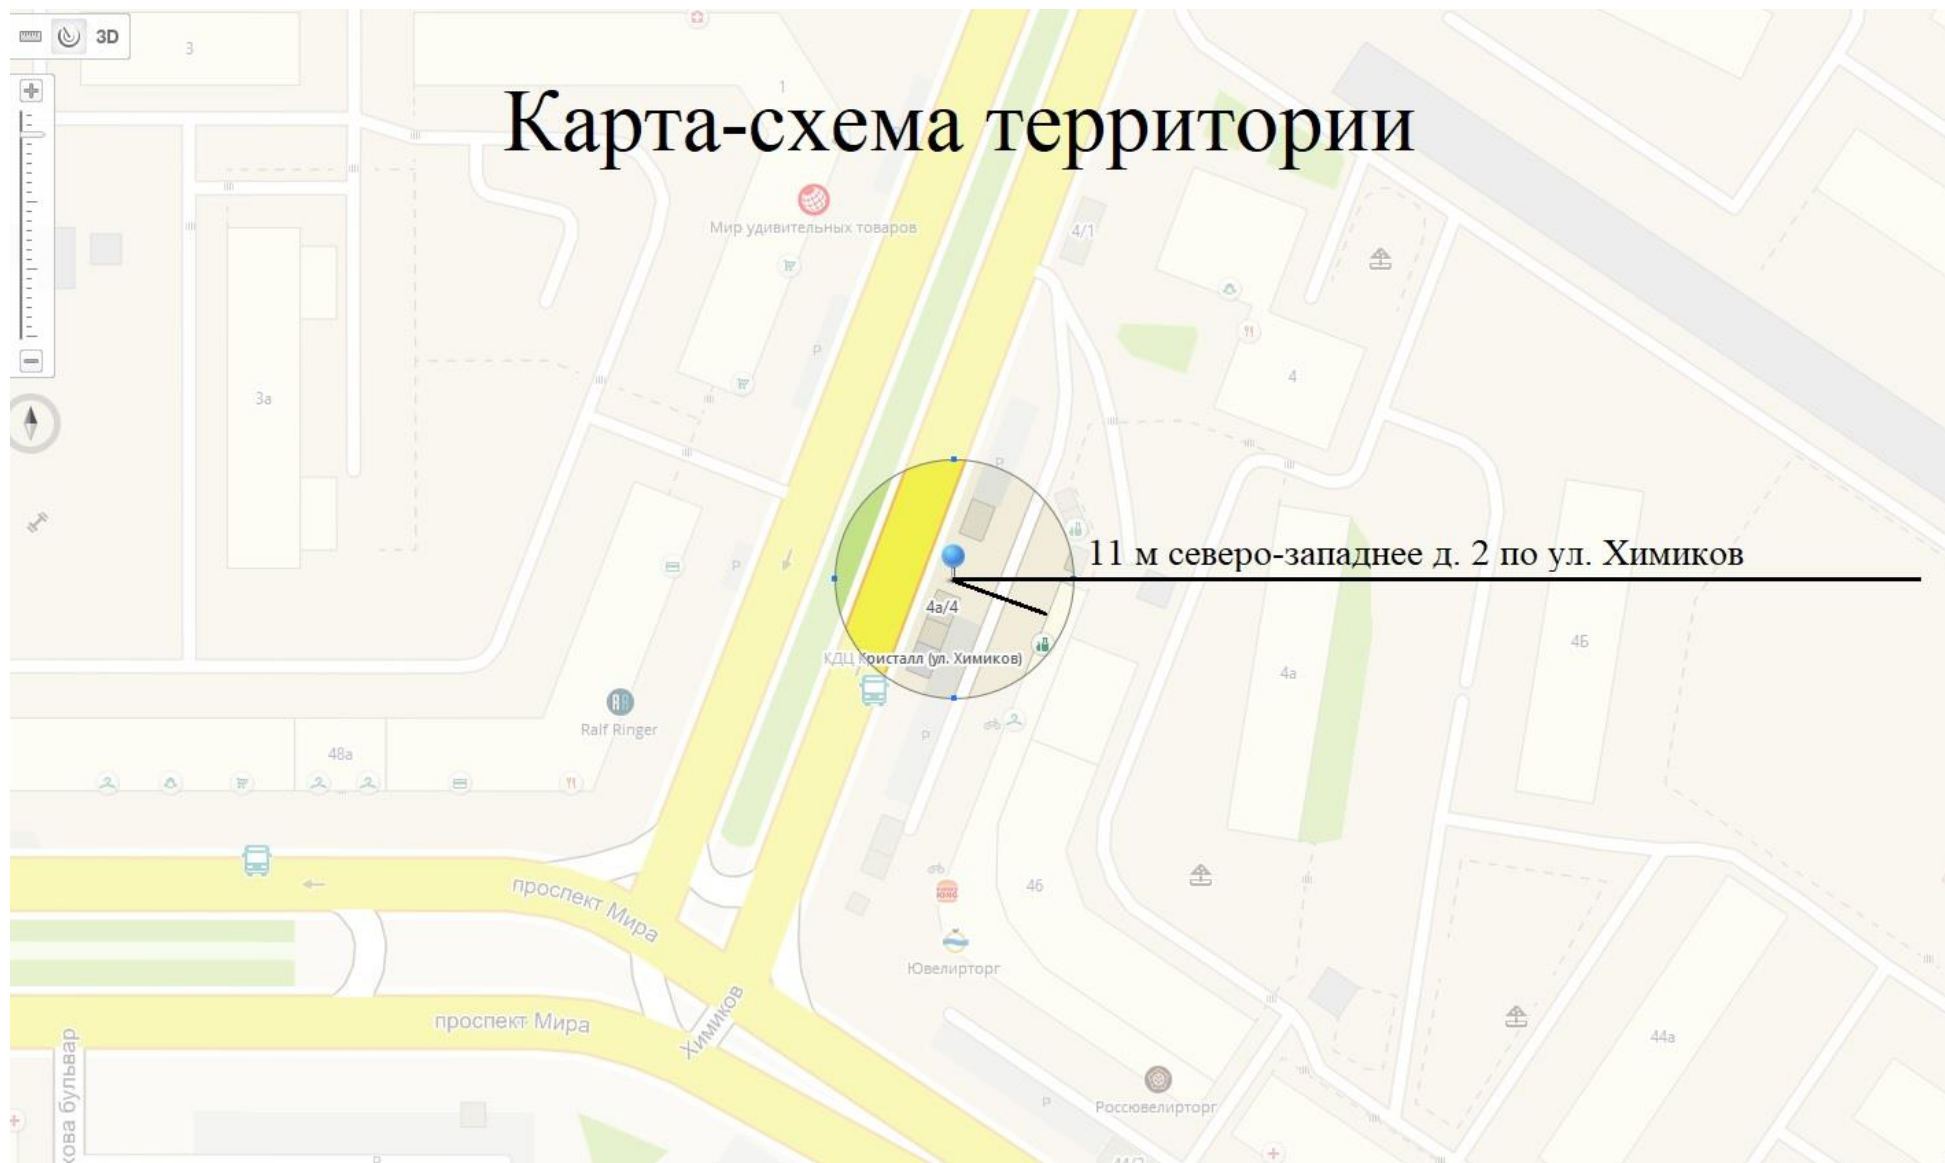 3D
3
1
Карта-схема территории
Мир удивительных товаров
4/1
P
4
3а
P
11 м северо-западнее д. 2 по ул. Химиков
P
4а/4
4Б
КДЦ Кристалл (ул. Химиков)
4а
Ralf Ringer
P
48а
46
проспект Мира
Ювелирторг
проспект Мира
Химиков
44а
кова бульвар
P
Россювелирторг
P